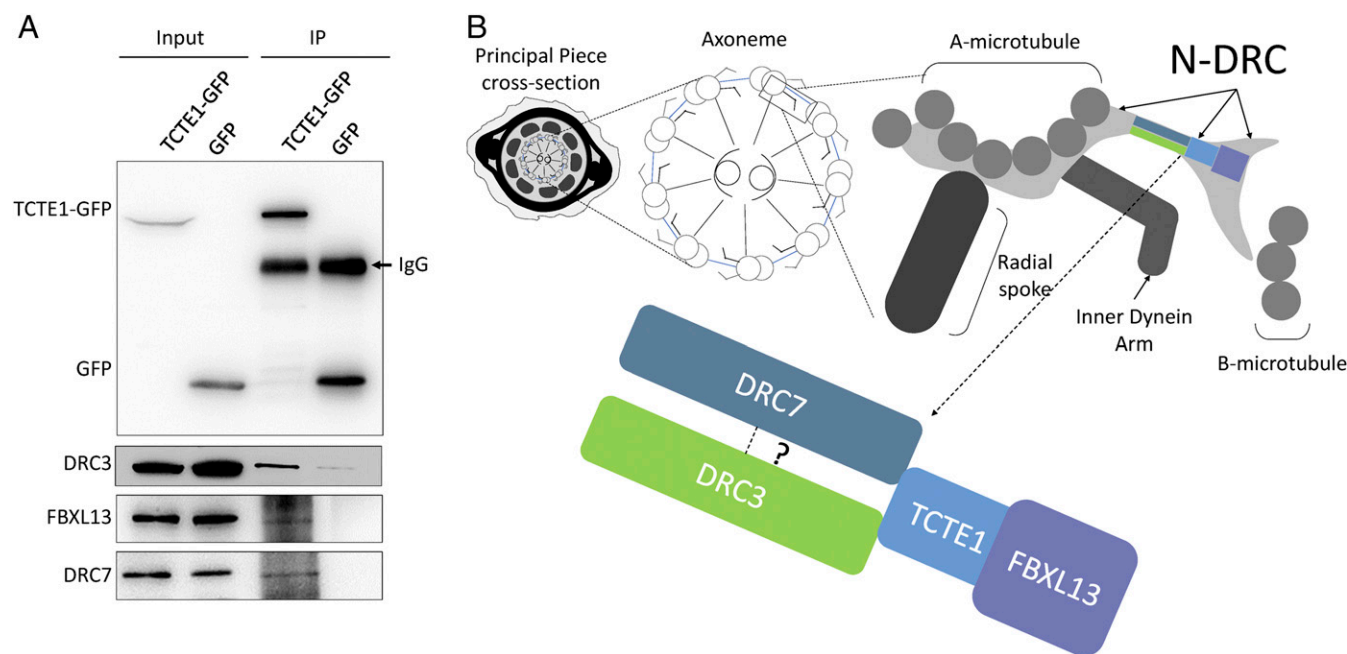 A
Input
IP
TCTE1-GFP
GFP
TCTE1-GFP
GFP
TCTE1-GFP
IgG
GFP
DRC3
FBXL13
DRC7
B
Principal Piece
cross-section
Axoneme
A-microtubule
N-DRC
Radial
spoke
Inner Dynein
Arm
B-microtubule
DRC7
?
DRC3
TCTE1
FBXL13